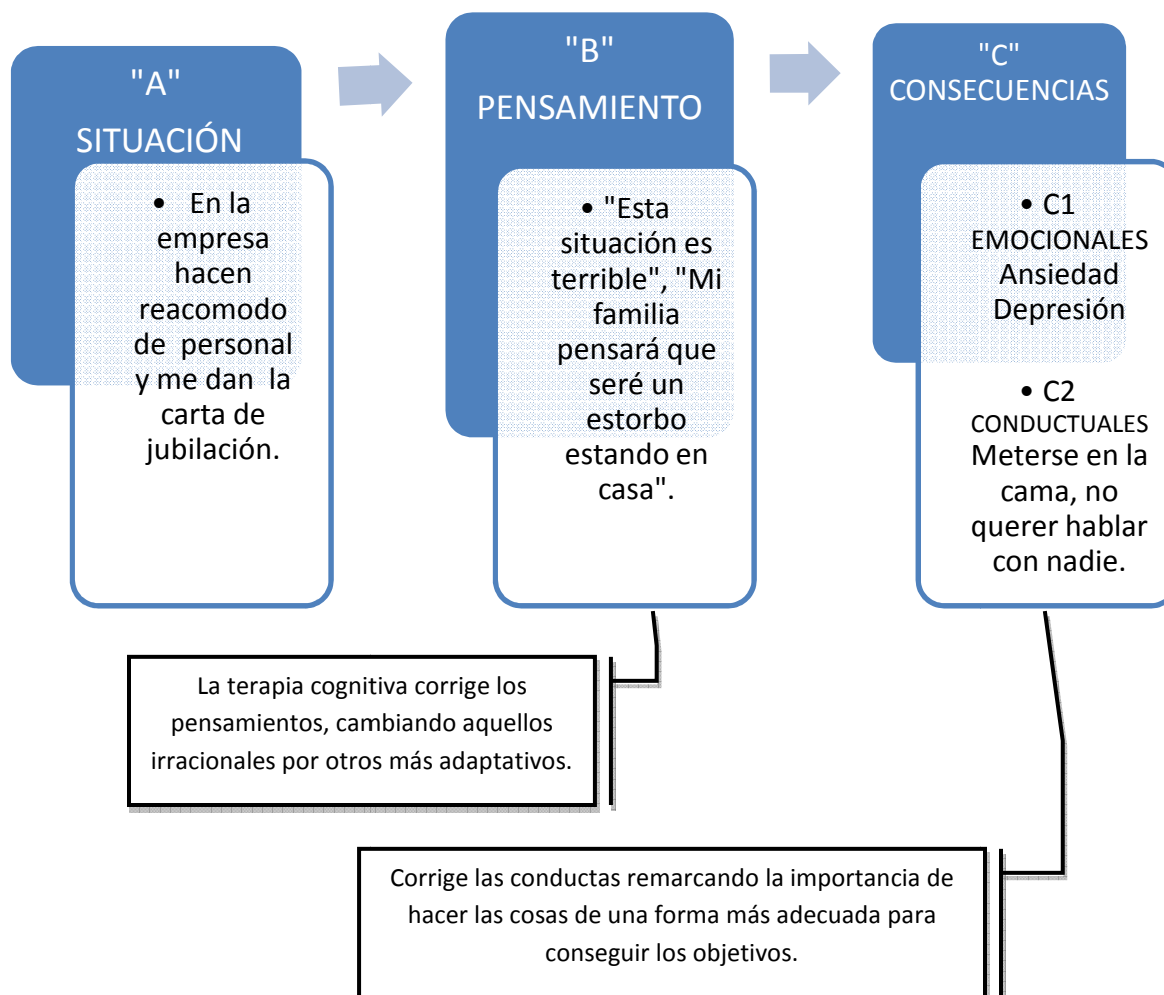 "A"
SITUACIÓN
• En la
empresa
hacen
reacomodo
de personal
y me dan la
carta de
jubilación.
"B"
PENSAMIENTO
• "Esta
situación es
terrible", "Mi
familia
pensará que
seré un
estorbo
estando en
casa".
"C"
CONSECUENCIAS
• C1
EMOCIONALES
Ansiedad
Depresión
• C2
CONDUCTUALES
Meterse en la
cama, no
querer hablar
con nadie.
La terapia cognitiva corrige los
pensamientos, cambiando aquellos
irracionales por otros más adaptativos.
Corrige las conductas remarcando la importancia de
hacer las cosas de una forma más adecuada para
conseguir los objetivos.